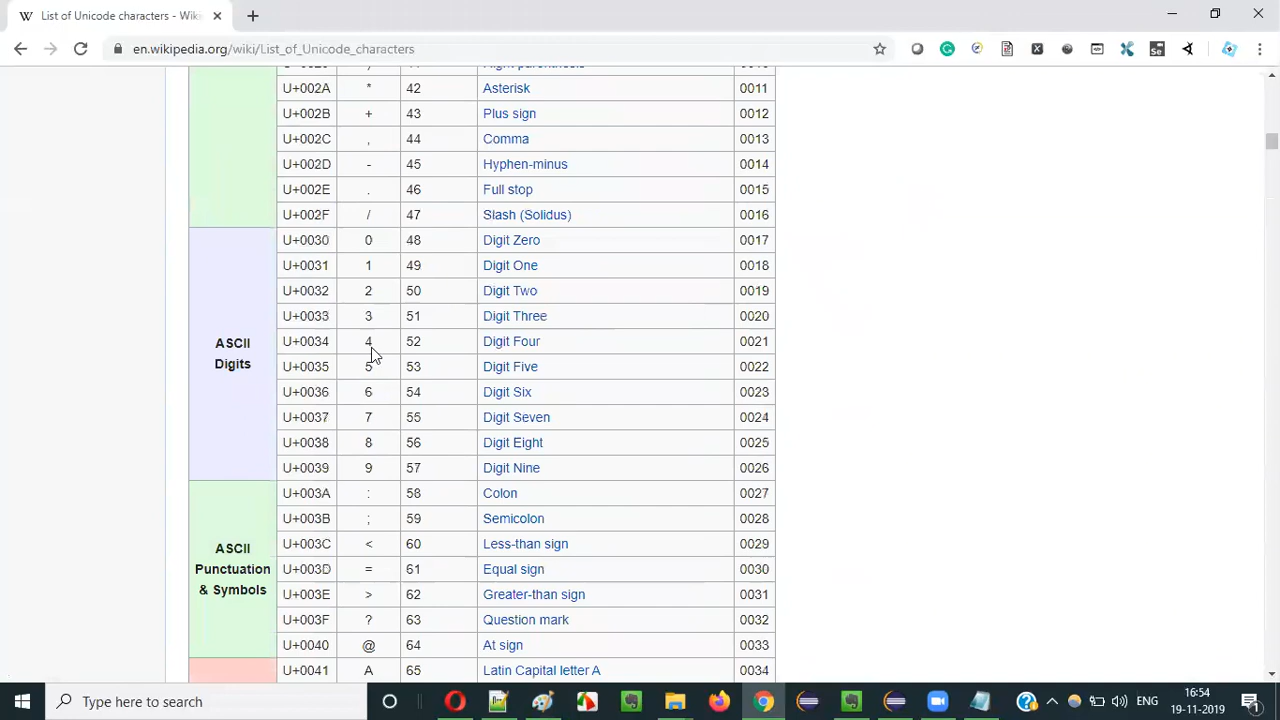 List of Unicode characters - Wiki
en.wikipedia.org/wiki/List_of_Unicode_characters
U+002A * 42 Asterisk 0011
U+002B + 43 Plus sign 0012
U+002C , 44 Comma 0013
U+002D - 45 Hyphen-minus 0014
U+002E . 46 Full stop 0015
U+002F / 47 Slash (Solidus) 0016
ASCII
Digits
U+0030 0 48 Digit Zero 0017
U+0031 1 49 Digit One 0018
U+0032 2 50 Digit Two 0019
U+0033 3 51 Digit Three 0020
U+0034 4 52 Digit Four 0021
U+0035 5 53 Digit Five 0022
U+0036 6 54 Digit Six 0023
U+0037 7 55 Digit Seven 0024
U+0038 8 56 Digit Eight 0025
U+0039 9 57 Digit Nine 0026
ASCII
Punctuation
& Symbols
U+003A : 58 Colon 0027
U+003B ; 59 Semicolon 0028
U+003C < 60 Less-than sign 0029
U+003D = 61 Equal sign 0030
U+003E > 62 Greater-than sign 0031
U+003F ? 63 Question mark 0032
U+0040 @ 64 At sign 0033
U+0041 A 65 Latin Capital letter A 0034
Type here to search
ENG
16:54
19-11-2019